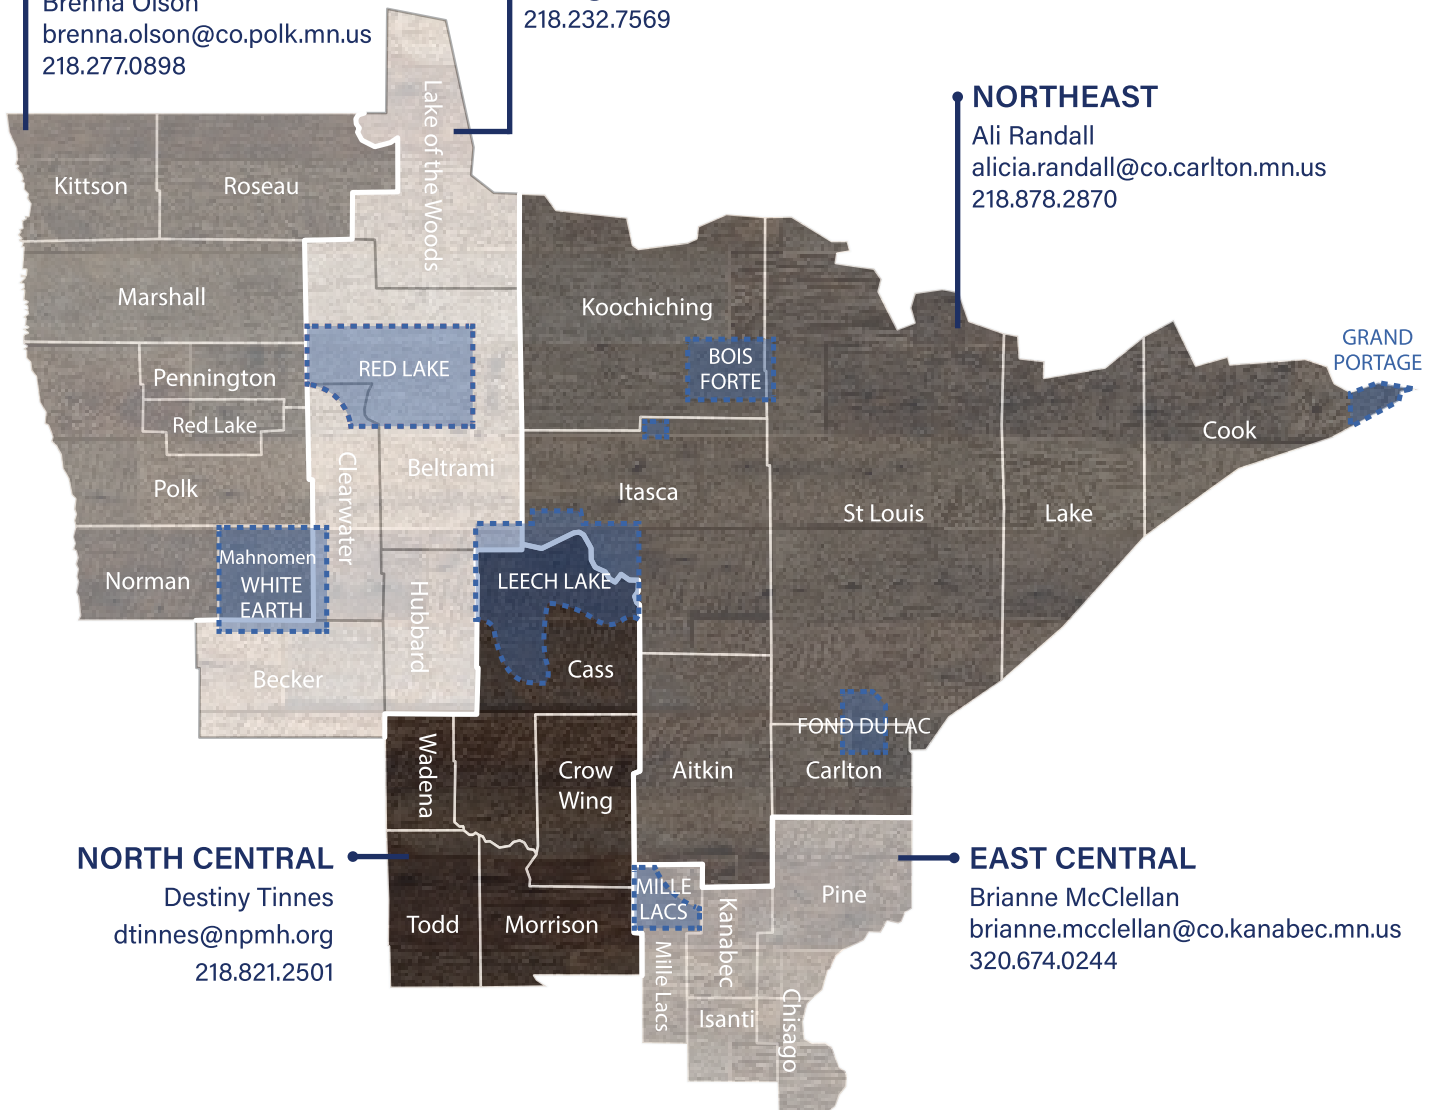 Brenna Olson
brenna.olson@co.polk.mn.us
218.277.0898
218.232.7569
NORTHEAST
Ali Randall
alicia.randall@co.carlton.mn.us
218.878.2870
Lake of the Woods
Kittson
Roseau
Marshall
Koochiching
GRAND
PORTAGE
RED LAKE
BOIS
FORTE
Pennington
Red Lake
Cook
Clearwater
Beltrami
Polk
Itasca
St Louis
Lake
Mahnomen
WHITE
EARTH
Norman
Hubbard
LEECH LAKE
Cass
Becker
FOND DU LAC
Wadena
Crow
Wing
Aitkin
Carlton
NORTH CENTRAL
Destiny Tinnes
dtinnes@npmh.org
218.821.2501
EAST CENTRAL
Brianne McClellan
brianne.mcclellan@co.kanabec.mn.us
320.674.0244
MILLE
LACS
Pine
Todd
Morrison
Kanabec
Mille Lacs
Isanti
Chisago